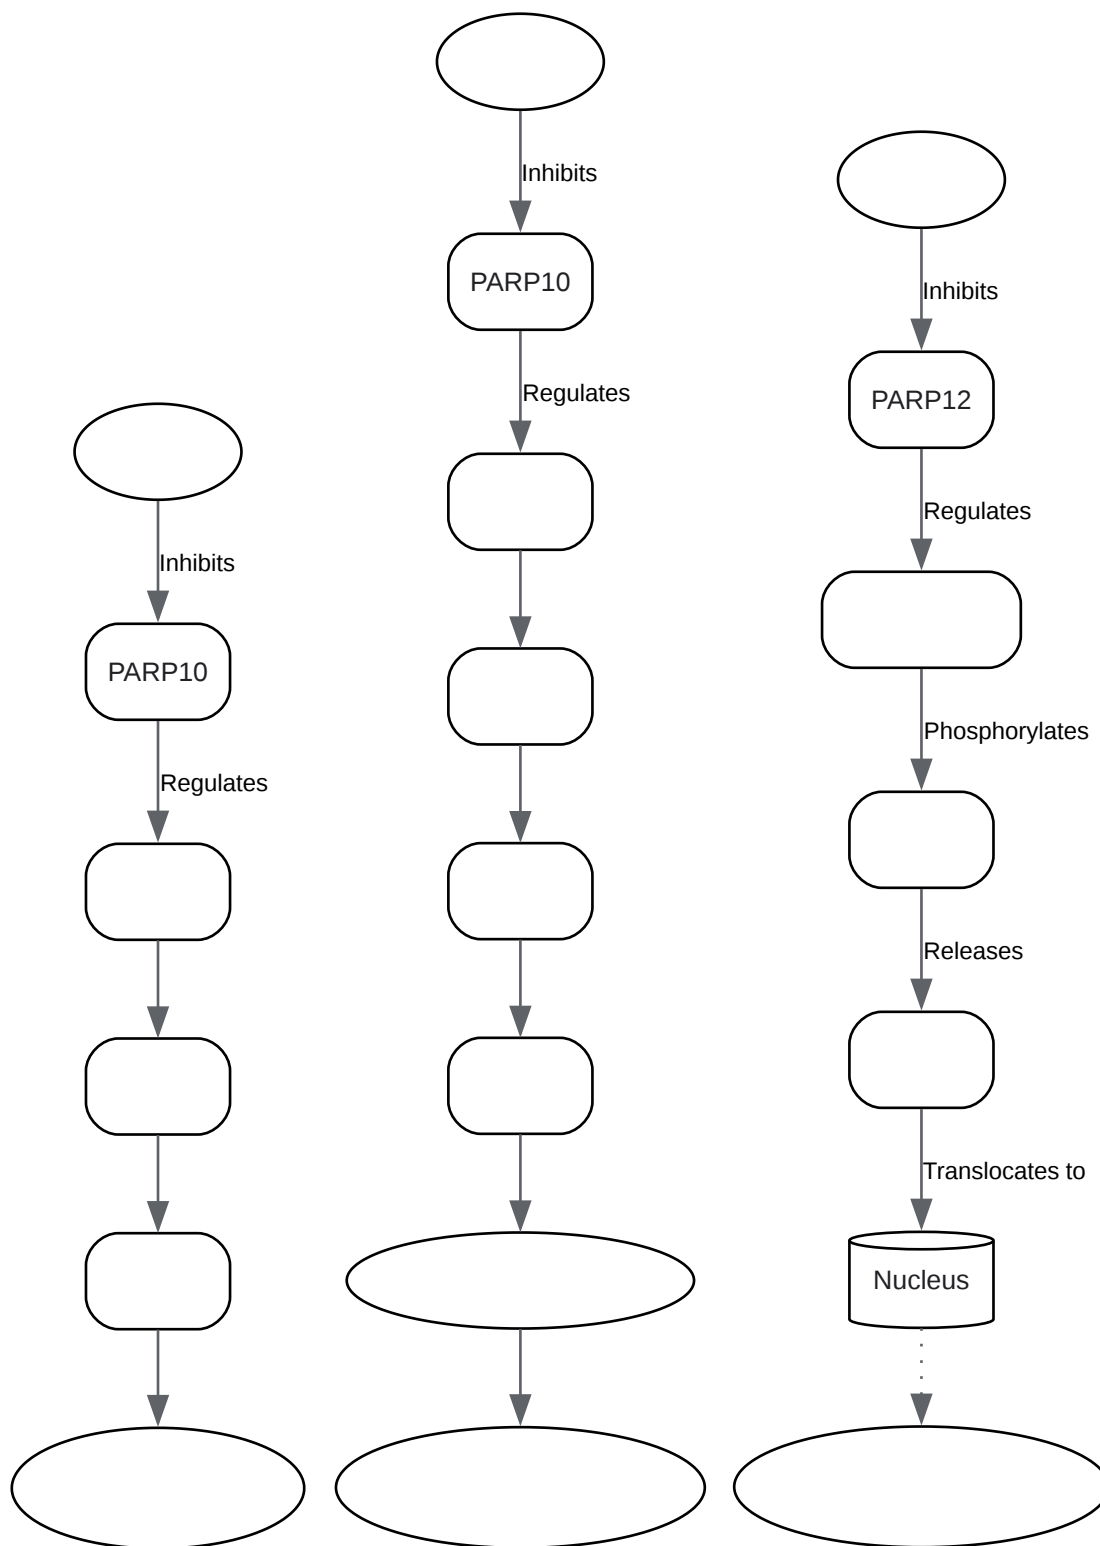 Inhibits
PARP10
Regulates
Inhibits
PARP10
Regulates
Inhibits
PARP12
Regulates
Phosphorylates
Releases
Translocates to
Nucleus